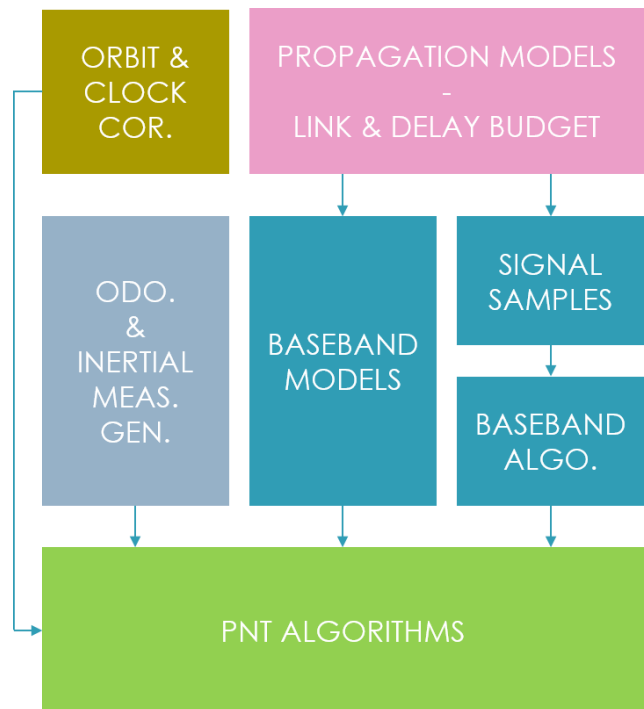 ORBIT &
CLOCK
COR.
PROPAGATION MODELS
-
LINK & DELAY BUDGET
ODO.
&
INERTIAL
MEAS.
GEN.
BASEBAND
MODELS
SIGNAL
SAMPLES
BASEBAND
ALGO.
PNT ALGORITHMS